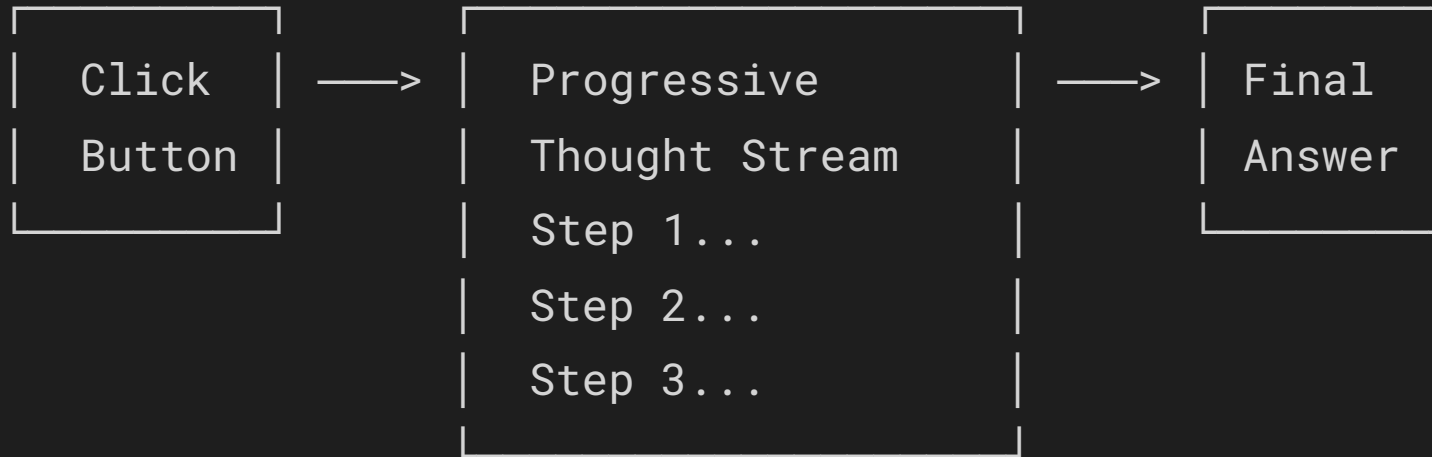 Click ───> Progressive ───> Final
Button Thought Stream Answer
Step 1...
Step 2...
Step 3...